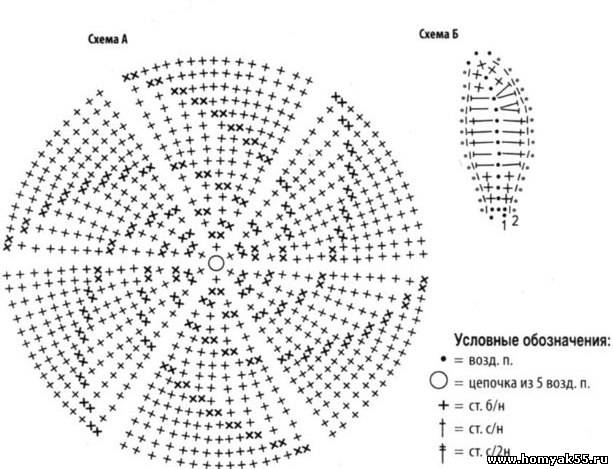 Схема А
Схема Б
1 2
Условные обозначения:
• = возд. п.
○ = цепочка из 5 возд. п.
+ = ст. б/н
† = ст. с/н
‡ = ст. с/2н
www.homyak55.ru